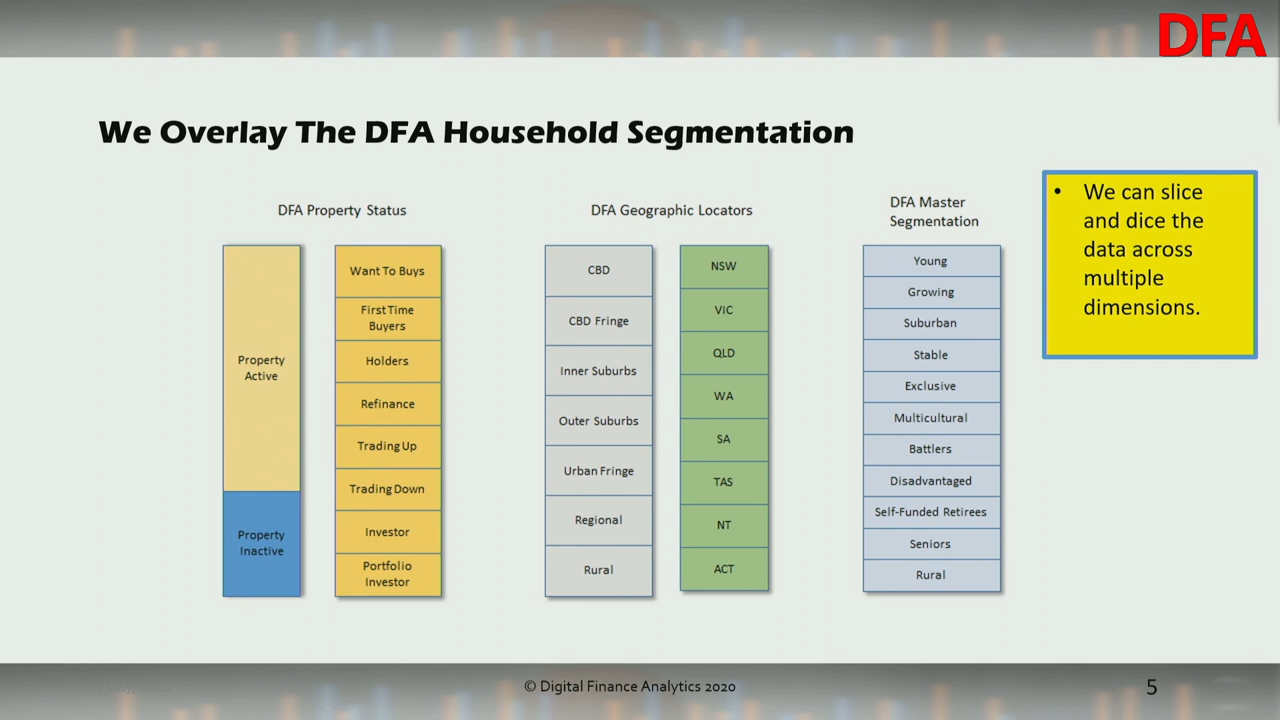 DFA
We Overlay The DFA Household Segmentation
DFA Property Status
Property
Active
Property
Inactive
Want To Buys
First Time
Buyers
Holders
Refinance
Trading Up
Trading Down
Investor
Portfolio
Investor
DFA Geographic Locators
CBD
CBD Fringe
Inner Suburbs
Outer Suburbs
Urban Fringe
Regional
Rural
NSW
VIC
QLD
WA
SA
TAS
NT
ACT
DFA Master
Segmentation
Young
Growing
Suburban
Stable
Exclusive
Multicultural
Battlers
Disadvantaged
Self-Funded Retirees
Seniors
Rural
• We can slice
and dice the
data across
multiple
dimensions.
© Digital Finance Analytics 2020
5